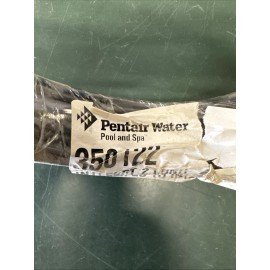 Pentair Water
Pool and Spa
350122